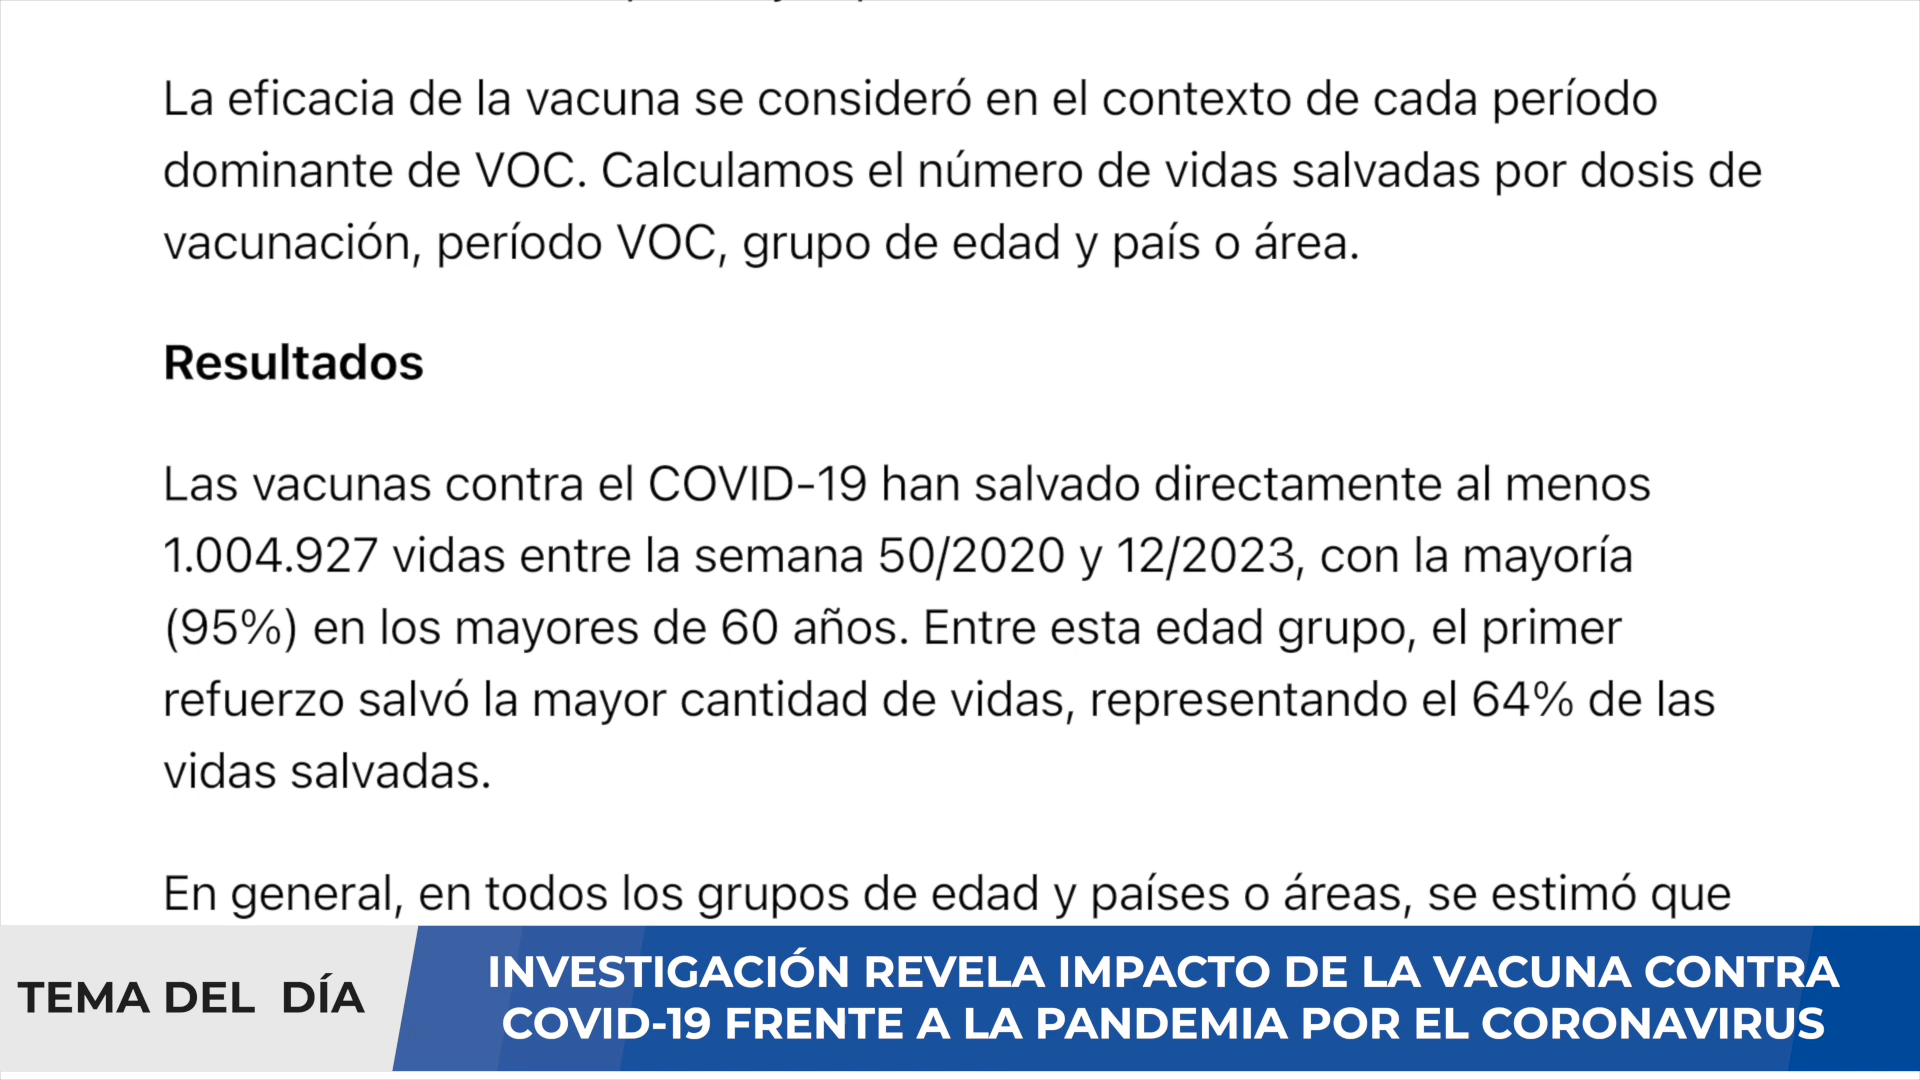 La eficacia de la vacuna se consideró en el contexto de cada período
dominante de VOC. Calculamos el número de vidas salvadas por dosis de
vacunación, período VOC, grupo de edad y país o área.
Resultados
Las vacunas contra el COVID-19 han salvado directamente al menos
1.004.927 vidas entre la semana 50/2020 y 12/2023, con la mayoría
(95%) en los mayores de 60 años. Entre esta edad grupo, el primer
refuerzo salvó la mayor cantidad de vidas, representando el 64% de las
vidas salvadas.
En general, en todos los grupos de edad y países o áreas, se estimó que
TEMA DEL DÍA
INVESTIGACIÓN REVELA IMPACTO DE LA VACUNA CONTRA
COVID-19 FRENTE A LA PANDEMIA POR EL CORONAVIRUS